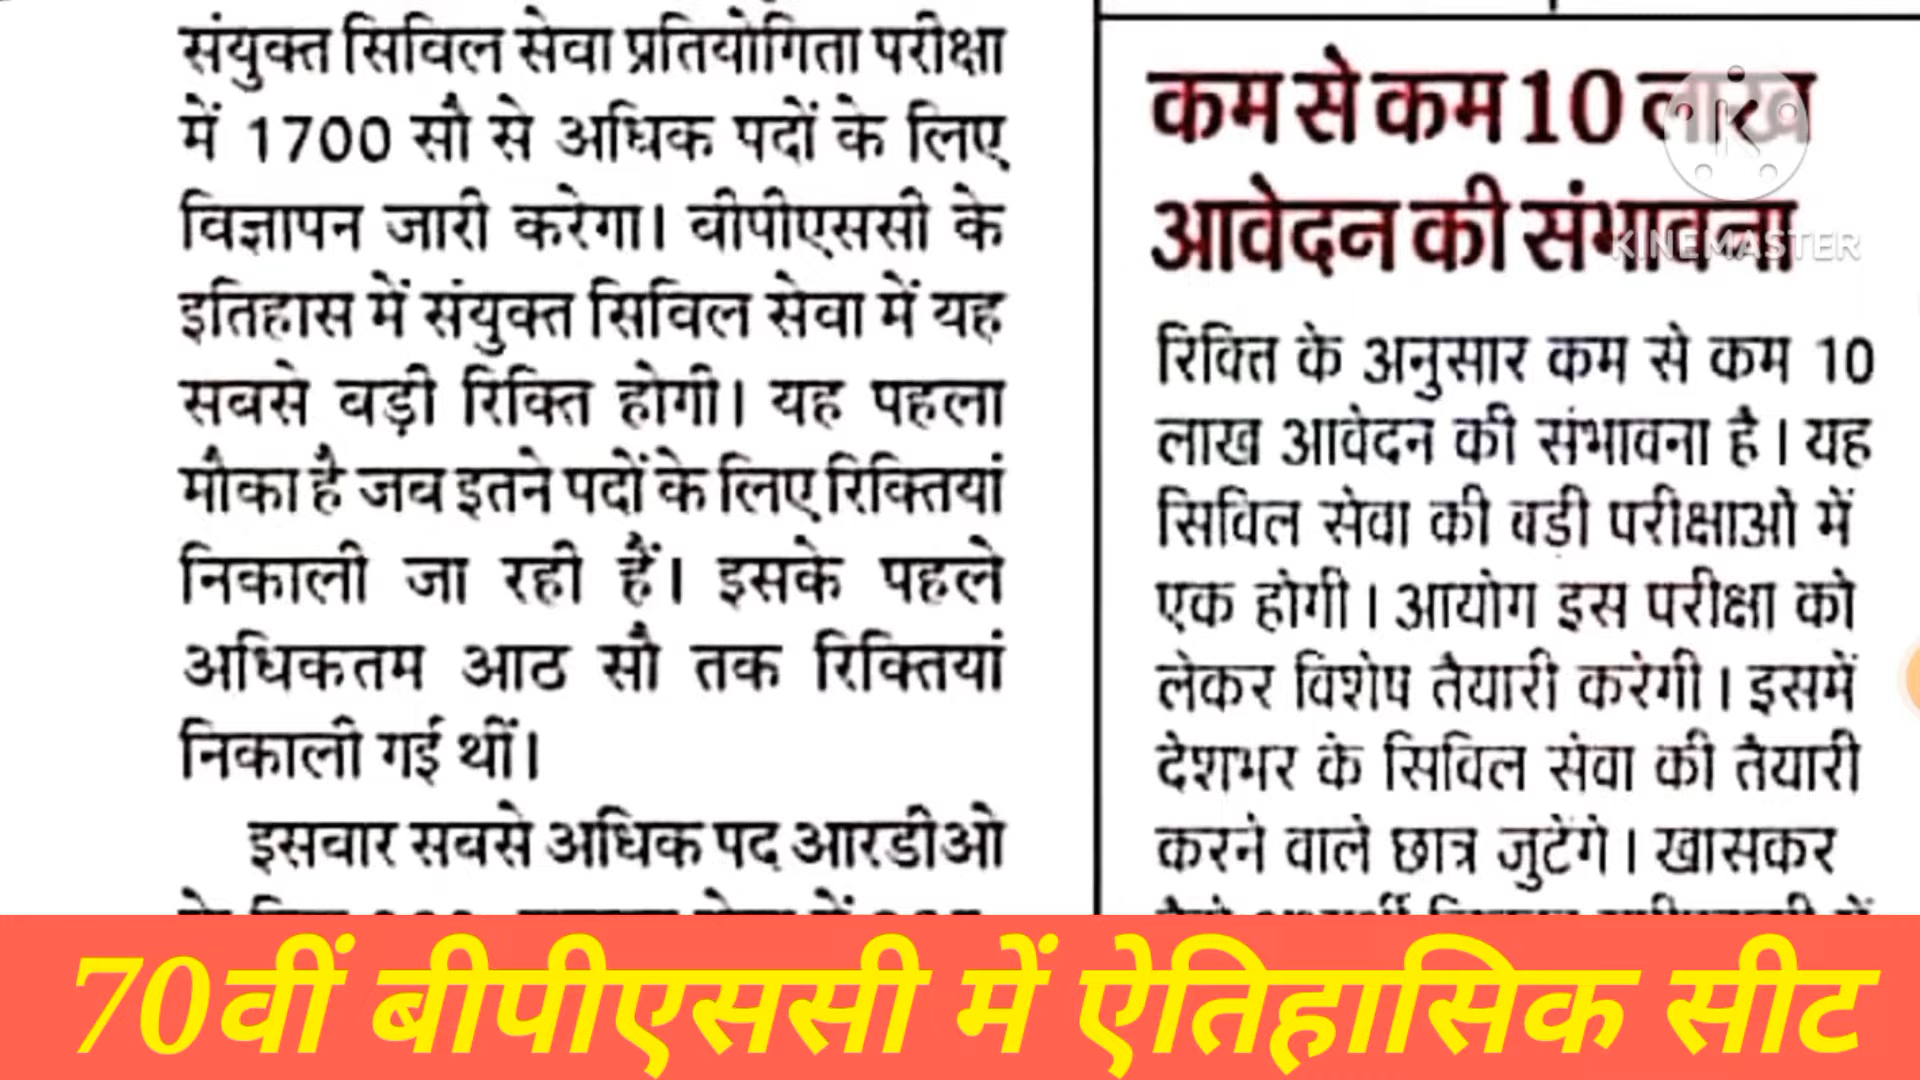 संयुक्त सिविल सेवा प्रतियोगिता परीक्षा
में 1700 सौ से अधिक पदों के लिए
विज्ञापन जारी करेगा। बीपीएससी के
इतिहास में संयुक्त सिविल सेवा में यह
सबसे बड़ी रिक्ति होगी। यह पहला
मौका है जब इतने पदों के लिए रिक्तियां
निकाली जा रही हैं। इसके पहले
अधिकतम आठ सौ तक रिक्तियां
निकाली गई थीं।
इसबार सबसे अधिक पद आरडीओ
कम से कम 10 लाख
आवेदन की संभावना
KINEMASTER
रिक्ति के अनुसार कम से कम 10
लाख आवेदन की संभावना है। यह
सिविल सेवा की बड़ी परीक्षाओ में
एक होगी। आयोग इस परीक्षा को
लेकर विशेष तैयारी करेगी। इसमें
देशभर के सिविल सेवा की तैयारी
करने वाले छात्र जुटेंगे। खासकर
70वीं बीपीएससी में ऐतिहासिक सीट